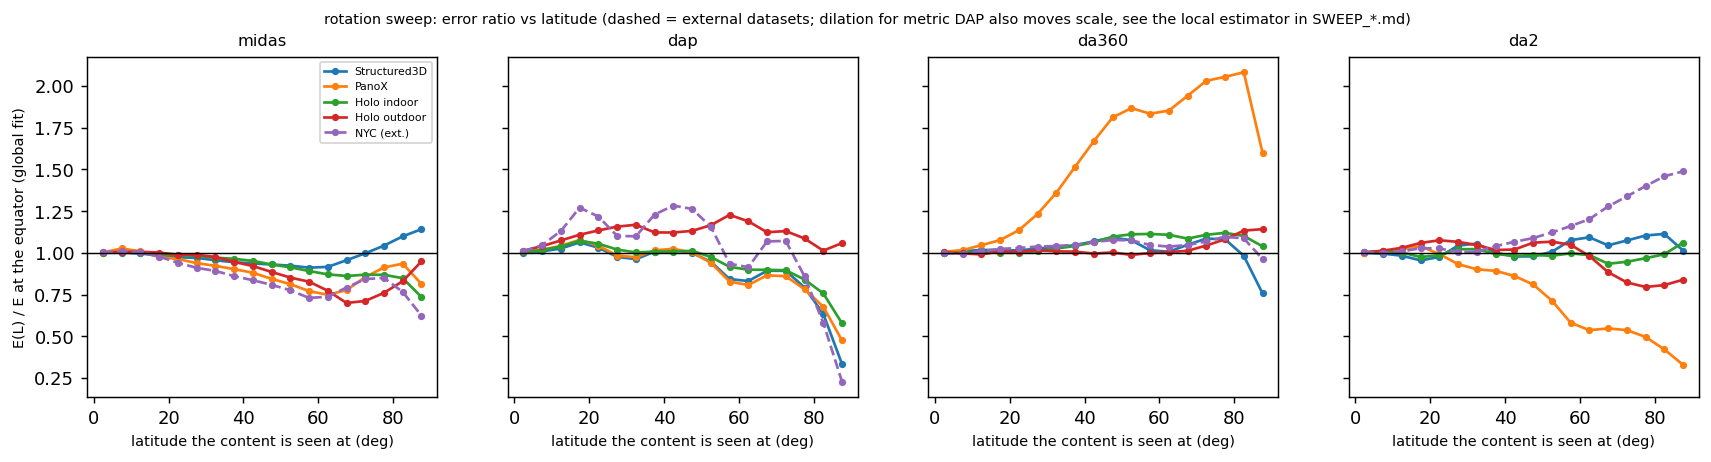 rotation sweep: error ratio vs latitude (dashed = external datasets; dilation for metric DAP also moves scale, see the local estimator in SWEEP_*.md)
midas
dap
da360
da2
E(L) / E at the equator (global fit)
2.00
1.75
1.50
1.25
1.00
0.75
0.50
0.25
Structured3D
PanoX
Holo indoor
Holo outdoor
NYC (ext.)
0 20 40 60 80
0 20 40 60 80
0 20 40 60 80
0 20 40 60 80
latitude the content is seen at (deg)
latitude the content is seen at (deg)
latitude the content is seen at (deg)
latitude the content is seen at (deg)